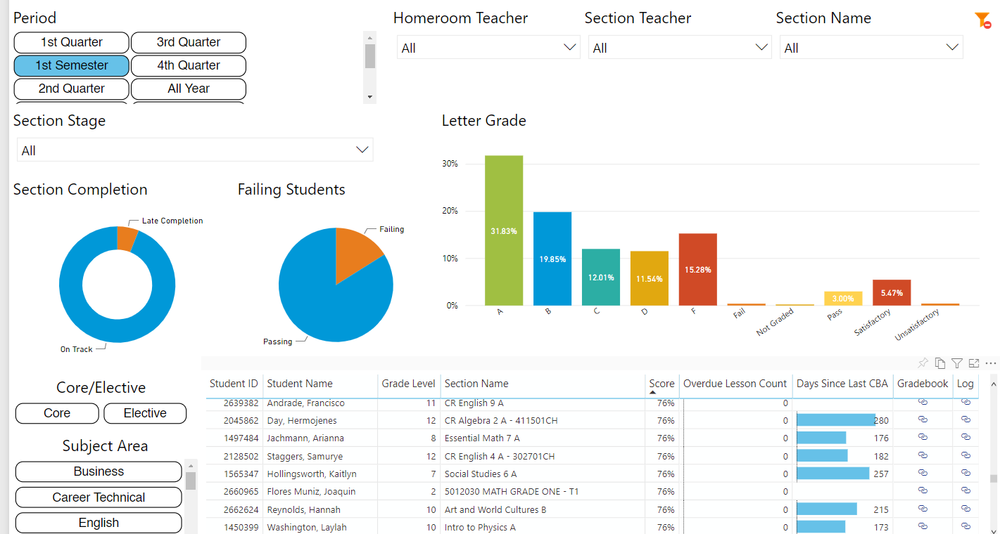 Period
1st Quarter 3rd Quarter
1st Semester 4th Quarter
2nd Quarter All Year
Homeroom Teacher Section Teacher Section Name
All All All
Section Stage
All
Section Completion
Late Completion
On Track
Failing Students
Failing
Passing
Letter Grade
30%
20%
10%
0%
31.83% 19.85% 12.01% 11.54% 15.28% 3.00% 5.47%
A B C D F Fail Not Graded Pass Satisfactory Unsatisfactory
Core/Elective
Core Elective
Subject Area
Business
Career Technical
English
Student ID Student Name Grade Level Section Name Score Overdue Lesson Count Days Since Last CBA Gradebook Log
2639382 Andrade, Francisco 11 CR English 9 A 76% 0
2045862 Day, Hermojenes 12 CR Algebra 2 A - 411501CH 76% 0 280
1497484 Jachmann, Arianna 8 Essential Math 7 A 76% 0 176
2128502 Staggers, Samurye 12 CR English 4 A - 302701CH 76% 0 182
1565347 Hollingsworth, Kaitlyn 7 Social Studies 6 A 76% 0 257
2660965 Flores Muniz, Joaquin 2 5012030 MATH GRADE ONE - T1 76% 0
2662624 Reynolds, Hannah 10 Art and World Cultures B 76% 0 215
1450399 Washington, Laylah 10 Intro to Physics A 76% 0 173